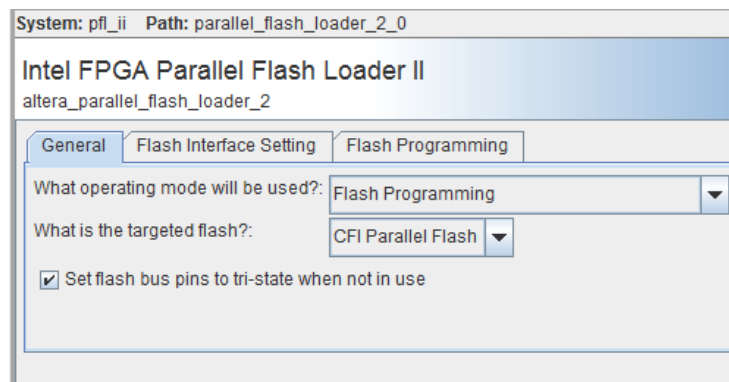 System: pfl_ii Path: parallel_flash_loader_2_0
Intel FPGA Parallel Flash Loader II
altera_parallel_flash_loader_2
General Flash Interface Setting Flash Programming
What operating mode will be used?: Flash Programming
What is the targeted flash?: CFI Parallel Flash
Set flash bus pins to tri-state when not in use